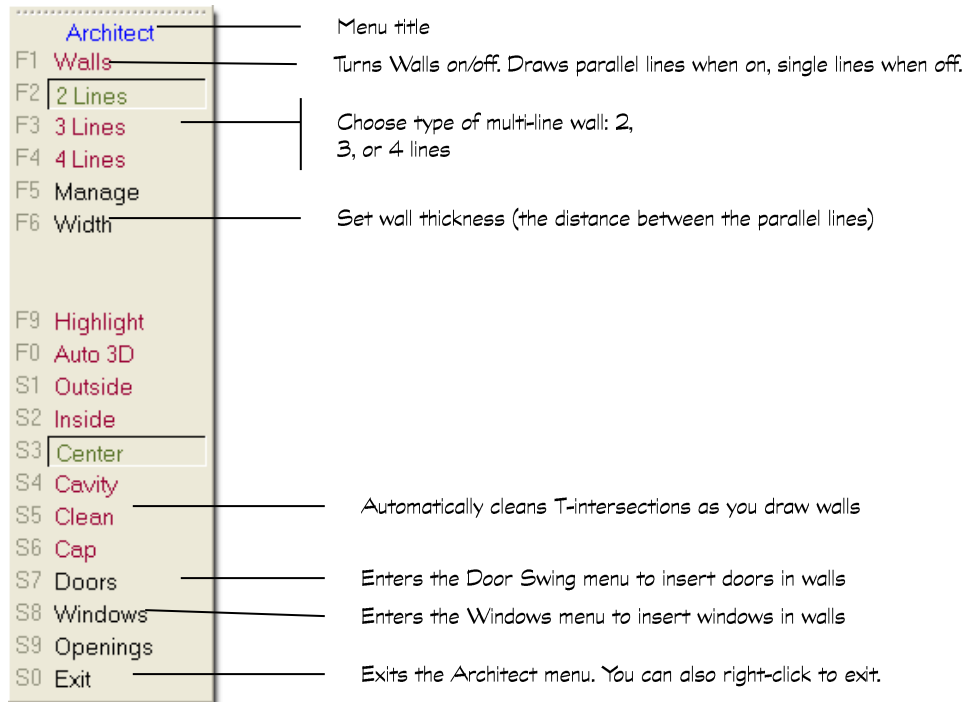 Architect Menu title
F1 Walls Turns Walls on/off. Draws parallel lines when on, single lines when off.
F2 2 Lines
F3 3 Lines Choose type of multi-line wall: 2,
F4 4 Lines 3, or 4 lines
F5 Manage
F6 Width Set wall thickness (the distance between the parallel lines)
F9 Highlight
F0 Auto 3D
S1 Outside
S2 Inside
S3 Center
S4 Cavity
S5 Clean Automatically cleans T-intersections as you draw walls
S6 Cap
S7 Doors Enters the Door Swing menu to insert doors in walls
S8 Windows Enters the Windows menu to insert windows in walls
S9 Openings
S0 Exit Exits the Architect menu. You can also right-click to exit.